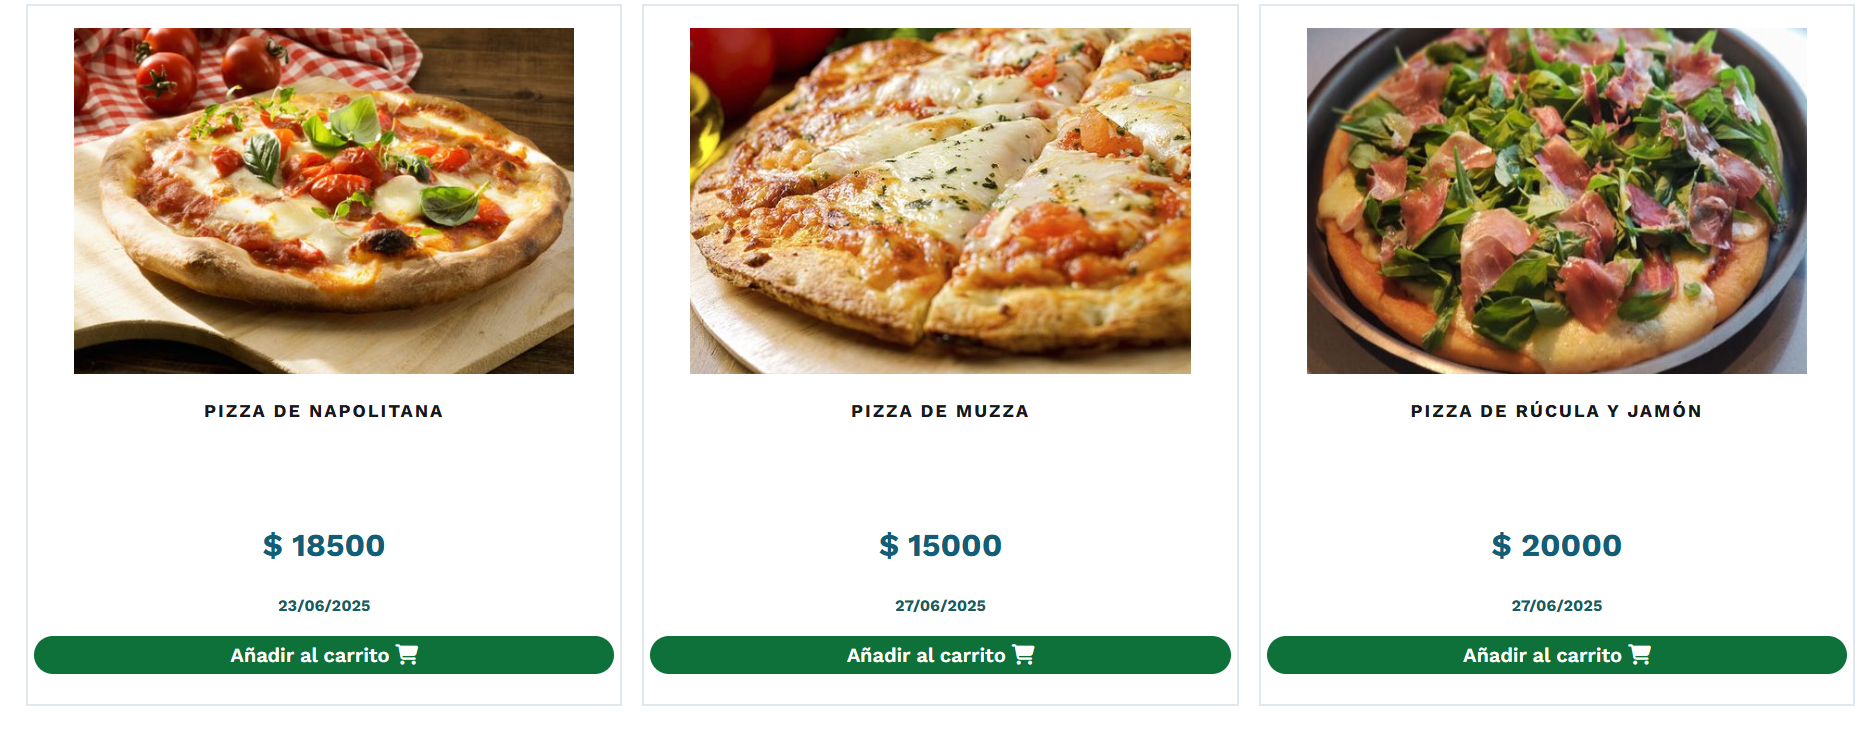 PIZZA DE NAPOLITANA
$ 18500
23/06/2025
Añadir al carrito
PIZZA DE MUZZA
$ 15000
27/06/2025
Añadir al carrito
PIZZA DE RÚCULA Y JAMÓN
$ 20000
27/06/2025
Añadir al carrito